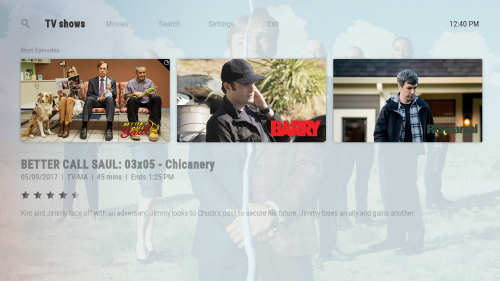 TV shows Movies Search Settings Exit 12:40 PM
Next Episodes
BETTER CALL Saul
BARRY
Rehearsal
BETTER CALL SAUL: 03x05 - Chicanery
05/09/2017 | TV-MA | 45 mins | Ends 1:25 PM
Kim and Jimmy face off with an adversary; Jimmy looks to Chuck's past to secure his future. Jimmy loses an ally and gains another.